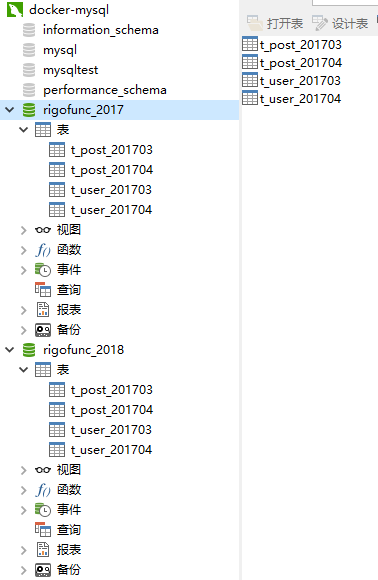 docker-mysql
information_schema
mysql
mysqltest
performance_schema
rigofunc_2017
表
t_post_201703
t_post_201704
t_user_201703
t_user_201704
视图
f() 函数
事件
查询
报表
备份
rigofunc_2018
表
t_post_201703
t_post_201704
t_user_201703
t_user_201704
视图
f() 函数
事件
查询
报表
备份
打开表 设计表
t_post_201703
t_post_201704
t_user_201703
t_user_201704